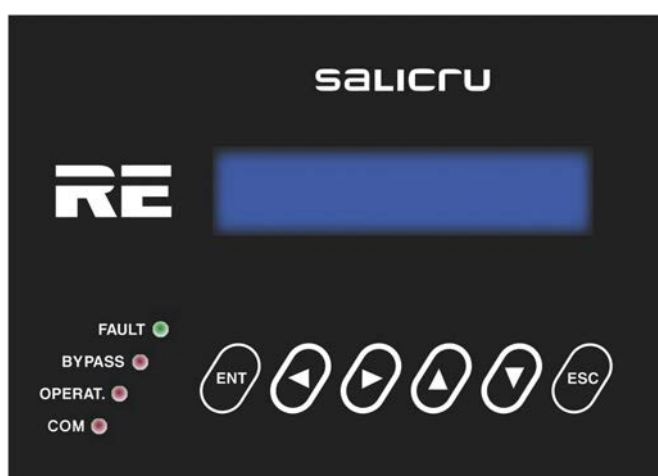 SALICRU
RE
FAULT
BYPASS
OPERAT.
COM
ENT
ESC